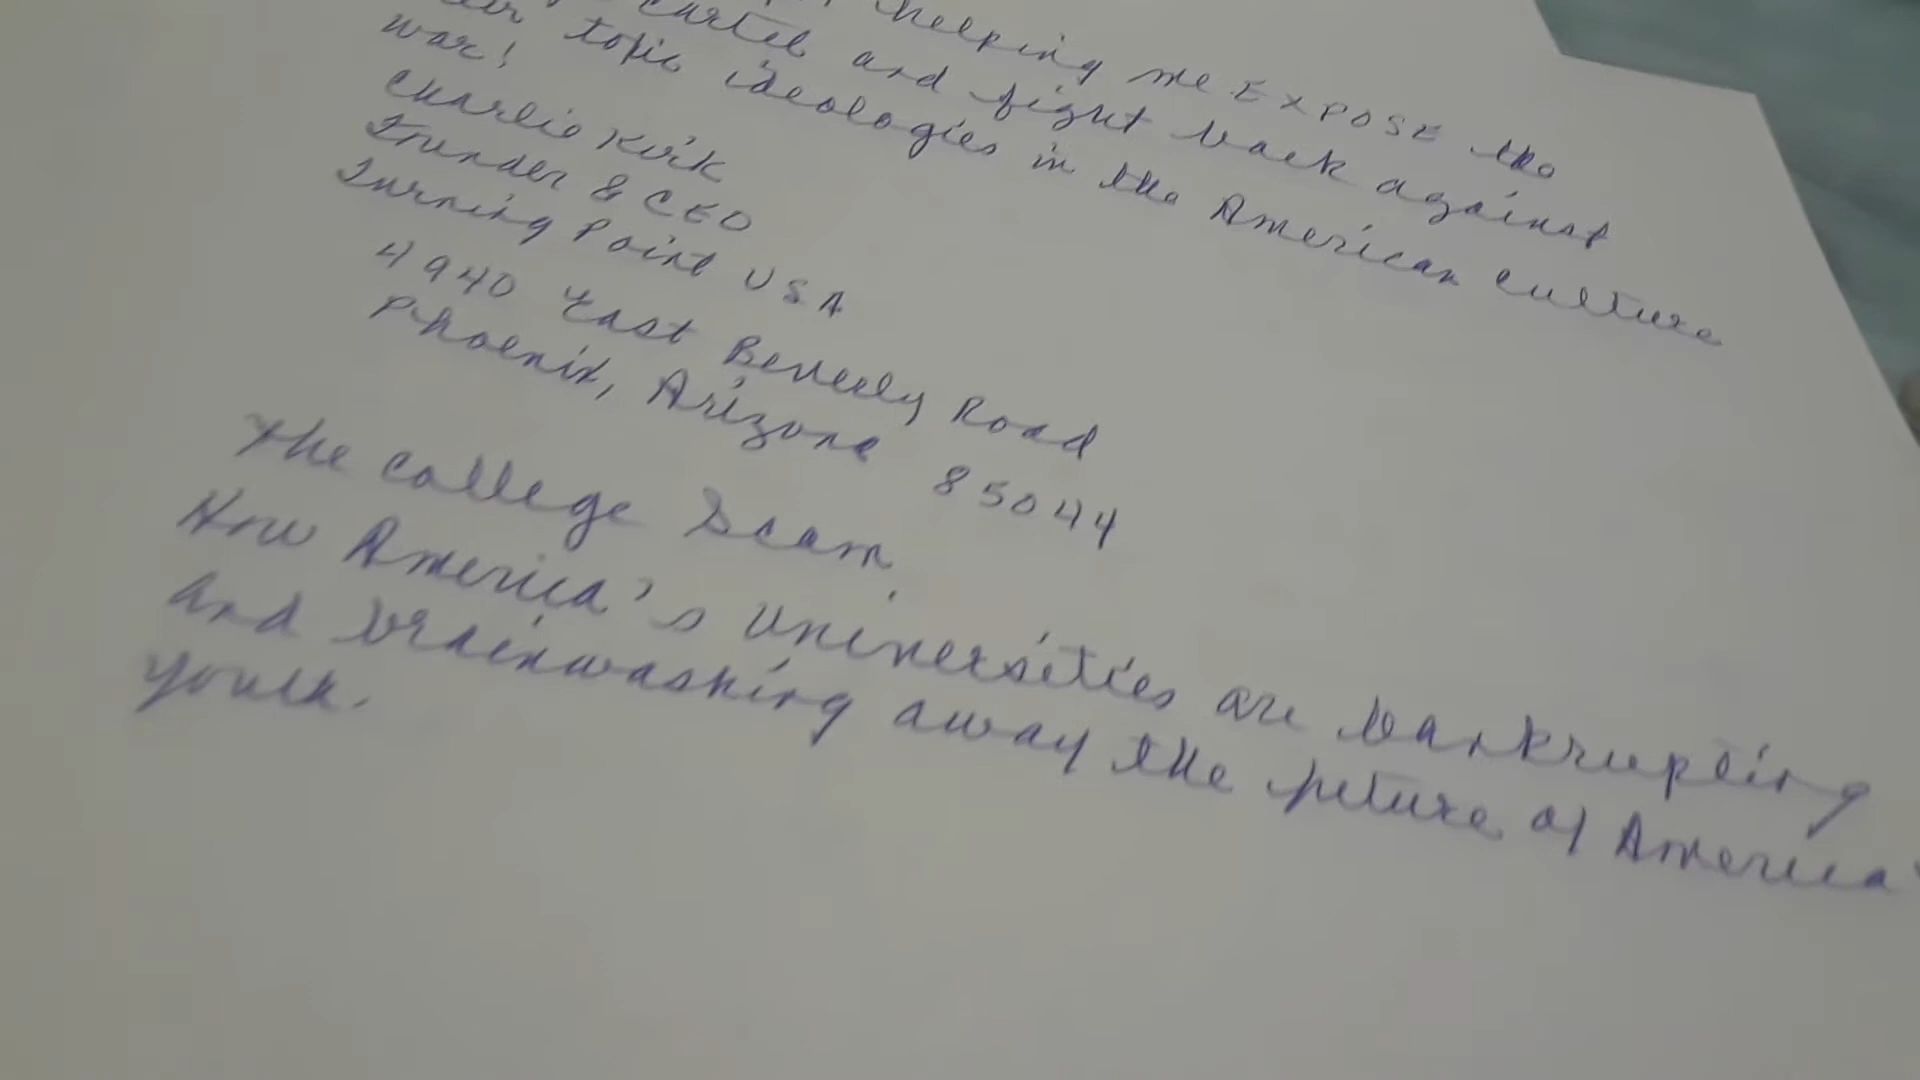 helping me EXPOSE the
cartel and fight back against
their topic ideologies in the American culture
war!
Charlie Kirk
Founder & CEO
Turning Point USA
4940 East Beverly Road
Phoenix, Arizona 85044
The College Scam
How America's universities are bankrupting
and brainwashing away the puture of America's
youth.